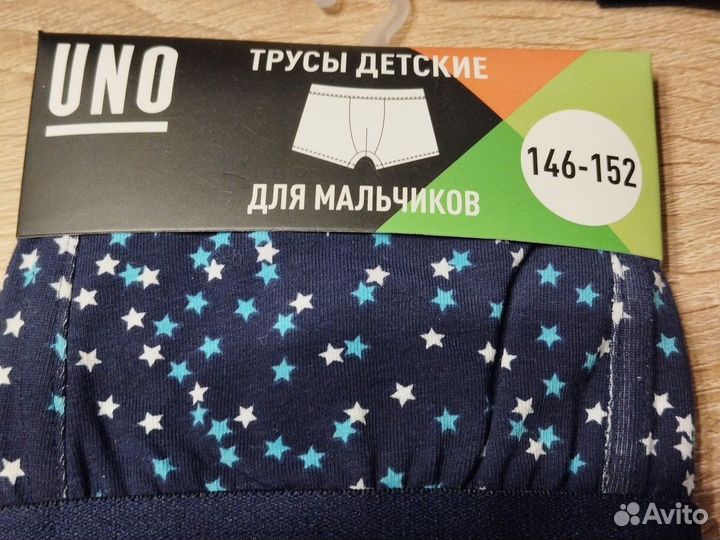 UNO
ТРУСЫ ДЕТСКИЕ
146-152
ДЛЯ МАЛЬЧИКОВ
Avito